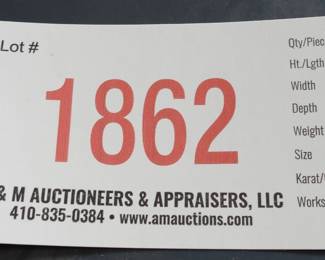 Lot #
1862
& M AUCTIONEERS & APPRAISERS, LLC
410-835-0384 • www.amauctions.com
Qty/Piec
Ht./Lgth
Width
Depth
Weight
Size
Karat/
Works